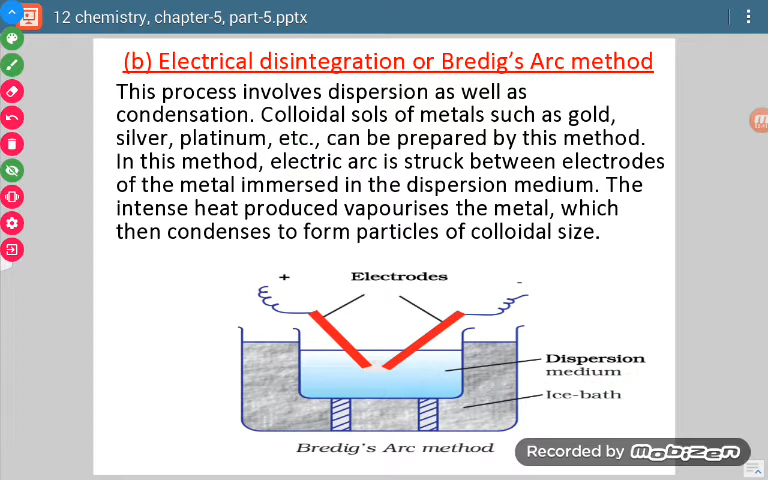 12 chemistry, chapter-5, part-5.pptx
(b) Electrical disintegration or Bredig's Arc method
This process involves dispersion as well as
condensation. Colloidal sols of metals such as gold,
silver, platinum, etc., can be prepared by this method.
In this method, electric arc is struck between electrodes
of the metal immersed in the dispersion medium. The
intense heat produced vapourises the metal, which
then condenses to form particles of colloidal size.
+ Electrodes -
Dispersion
medium
Ice-bath
Bredig's Arc method
Recorded by mobizen